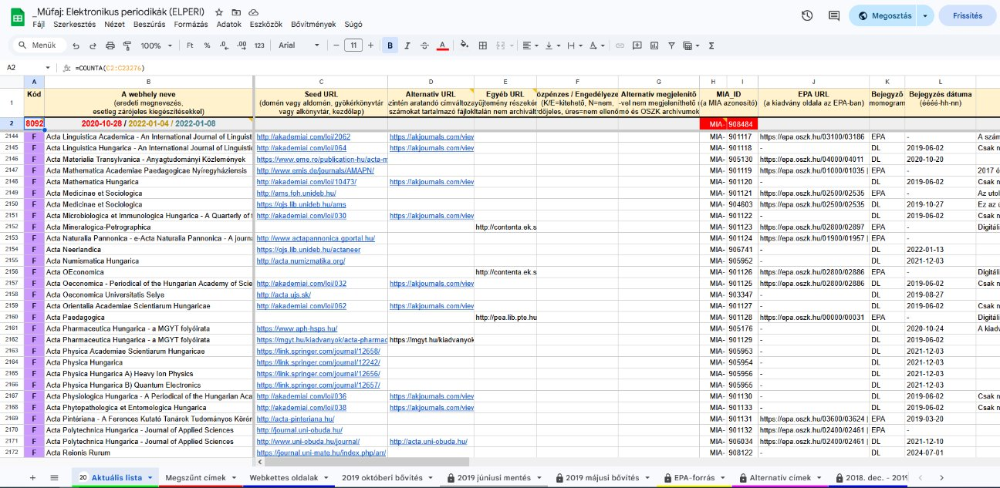 _Műfaj: Elektronikus periodikák (ELPERI)
Fájl Szerkesztés Nézet Beszúrás Formázás Adatok Eszközök Bővítmények Súgó
Megosztás Frissítés
Menük 100% Ft % .0 .00 123 Arial 11 B I A
A2 =COUNTA(C2:C23276)
A B C D E F G H I J K L
1 Kód A webhely neve Seed URL Alternatív URL Egyéb URL özpénzes / Engedélyeze Alternatív megjelenítő MIA_ID EPA URL Bejegyző Bejegyzés dátuma
(eredeti megnevezés, (domain vagy aldomén, gyökérkönyvtár zintén aratandó címváltoza yűjtemény részekér (K/E=kitehető, N=nem, -vel nem megjeleníthető (a MIA azonosító) (a kiadvány oldala az EPA-ban) monogram (éééé-hh-nn)
esetleg zárójeles kiegészítésekkel) vagy alkönyvtár, kezdőlap) számokat tartalmazó fájlok italán nem archivált dőjeles, üres=nem ellenő mó és OSZK archívumok
2 8092 2020-10-28 / 2022-01-04 / 2022-01-08 MIA- 908484
2144 F Acta Linguistica Academica - An International Journal of Linguist http://akademiai.com/loi/2062 https://akjournals.com/view MIA- 901117 https://epa.oszk.hu/03100/03186 EPA - A szám
2145 F Acta Linguistica Hungarica - An International Journal of Linguistic http://akademiai.com/loi/064 https://akjournals.com/view MIA- 901118 - DL 2019-06-02 Csak n
2146 F Acta Materialia Transylvanica - Anyagtudományi Közlemények https://www.eme.ro/publication-hu/acta-m MIA- 905130 https://epa.oszk.hu/04000/04011 DL 2020-10-20
2147 F Acta Mathematica Academiae Paedagogicae Nyíregyháziensis http://www.emis.de/journals/AMAPN/ MIA- 901119 https://epa.oszk.hu/01000/01035 | EPA - 2017 ó
2148 F Acta Mathematica Hungarica http://akademiai.com/loi/10473/ https://akjournals.com/view MIA- 901120 - DL 2019-06-02 Csak n
2149 F Acta Medicinae et Sociologica http://ams.foh.unideb.hu/ MIA- 901121 https://epa.oszk.hu/02500/02535 EPA - Az utol
2150 F Acta Medicinae et Sociologica https://ojs.lib.unideb.hu/ams MIA- 904603 https://epa.oszk.hu/02500/02535 DL 2019-10-27 Ez az ú
2151 F Acta Microbiologica et Immunologica Hungarica - A Quarterly of t http://akademiai.com/loi/030 https://akjournals.com/view MIA- 901122 - DL 2019-06-02 Csak n
2152 F Acta Mineralogica-Petrographica http://contenta.ek.s MIA- 901123 https://epa.oszk.hu/02800/02897 EPA - Digitáli
2153 F Acta Naturalia Pannonica - e-Acta Naturalia Pannonica - A journa http://www.actapannonica.gportal.hu/ MIA- 901124 https://epa.oszk.hu/01900/01957 | EPA -
2154 F Acta Neerlandica https://ojs.lib.unideb.hu/actaneer MIA- 906741 - DL 2022-01-13
2155 F Acta Numismatica Hungarica http://acta.numizmatika.org/ MIA- 905952 - DL 2021-12-03
2156 F Acta OEconomica http://contenta.ek.s MIA- 901126 https://epa.oszk.hu/02800/02886 EPA - Digitáli
2157 F Acta Oeconomica - Periodical of the Hungarian Academy of Scie http://akademiai.com/loi/032 https://akjournals.com/view MIA- 901125 https://epa.oszk.hu/02800/02886 DL 2019-06-02 Csak n
2158 F Acta Oeconomica Universitatis Selye http://acta.ujs.sk/ MIA- 903347 - DL 2019-08-27
2159 F Acta Orientalia Academiae Scientiarum Hungaricae http://akademiai.com/loi/062 https://akjournals.com/view MIA- 901127 - DL 2019-06-02 Csak n
2160 F Acta Paedagogica http://pea.lib.pte.hu MIA- 901128 https://epa.oszk.hu/00000/00031 EPA - Digitáli
2161 F Acta Pharmaceutica Hungarica - a MGYT folyóirata https://www.aph-hsps.hu/ MIA- 905176 - DL 2020-10-24 A kiadv
2162 F Acta Pharmaceutica Hungarica - a MGYT folyóirata https://mgyt.hu/kiadvanyok/acta-pharmac https://mgyt.hu/kiadvanyok MIA- 901129 - DL 2019-06-02
2163 F Acta Physica Academiae Scientiarum Hungaricae https://link.springer.com/journal/12658/ MIA- 905953 - DL 2021-12-03
2164 F Acta Physica Hungarica https://link.springer.com/journal/12242/ MIA- 905954 - DL 2021-12-03
2165 F Acta Physica Hungarica A) Heavy Ion Physics https://link.springer.com/journal/12656/ MIA- 905956 - DL 2021-12-03
2166 F Acta Physica Hungarica B) Quantum Electronics https://link.springer.com/journal/12657/ MIA- 905955 - DL 2021-12-03
2167 F Acta Physiologica Hungarica - A Periodical of the Hungarian Aca http://akademiai.com/loi/036 https://akjournals.com/view MIA- 901130 - DL 2019-06-02 Csak n
2168 F Acta Phytopathologica et Entomologica Hungarica http://akademiai.com/loi/038 https://akjournals.com/view MIA- 901133 - DL 2019-06-02 Csak n
2169 F Acta Pintériana - A Ferences Kutató Tanárok Tudományos Körén http://acta-pinteriana.hu/ MIA- 901131 https://epa.oszk.hu/03600/03624 | EPA 2019-03-20
2170 F Acta Polytechnica Hungarica - Journal of Applied Sciences http://journal.uni-obuda.hu/ MIA- 901132 https://epa.oszk.hu/02400/02461 | EPA -
2171 F Acta Polytechnica Hungarica - Journal of Applied Sciences http://www.uni-obuda.hu/journal/ http://acta.uni-obuda.hu/ MIA- 906034 https://epa.oszk.hu/02400/02461 | DL 2021-12-10
2172 F Acta Regionis Rurum https://journal.uni-mate.hu/index.php/arr/ MIA- 908122 - DL 2024-07-01
20 Aktuális lista Megszűnt címek Webkettes oldalak 2019 októberi bővítés 2019 júniusi mentés 2019 májusi bővítés EPA-forrás Alternatív címek 2018. dec. - 2019